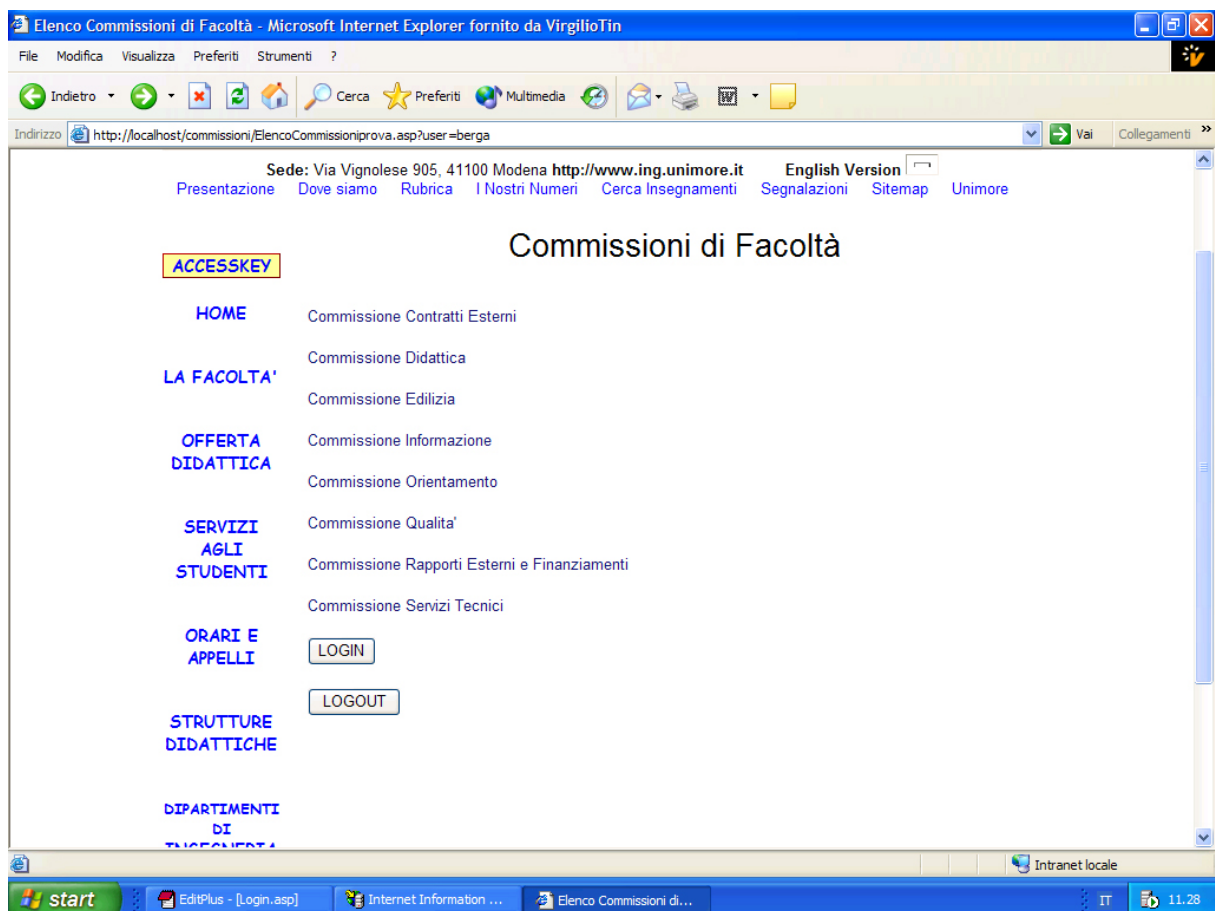 Elenco Commissioni di Facoltà - Microsoft Internet Explorer fornito da VirgilioTin
File Modifica Visualizza Preferiti Strumenti ?
Indietro Cerca Preferiti Multimedia
Indirizzo http://localhost/commissioni/ElencoCommissioniprova.asp?user=berga Vai Collegamenti »
Sede: Via Vignolese 905, 41100 Modena http://www.ing.unimore.it English Version
Presentazione Dove siamo Rubrica I Nostri Numeri Cerca Insegnamenti Segnalazioni Sitemap Unimore
Commissioni di Facoltà
ACCESSKEY
HOME
LA FACOLTA'
OFFERTA
DIDATTICA
SERVIZI
AGLI
STUDENTI
ORARI E
APPELLI
STRUTTURE
DIDATTICHE
DIPARTIMENTI
DI
INGEGNERIA
Commissione Contratti Esterni
Commissione Didattica
Commissione Edilizia
Commissione Informazione
Commissione Orientamento
Commissione Qualita'
Commissione Rapporti Esterni e Finanziamenti
Commissione Servizi Tecnici
LOGIN
LOGOUT
Intranet locale
start EditPlus - [Login.asp] Internet Information ... Elenco Commissioni di... IT 11.28